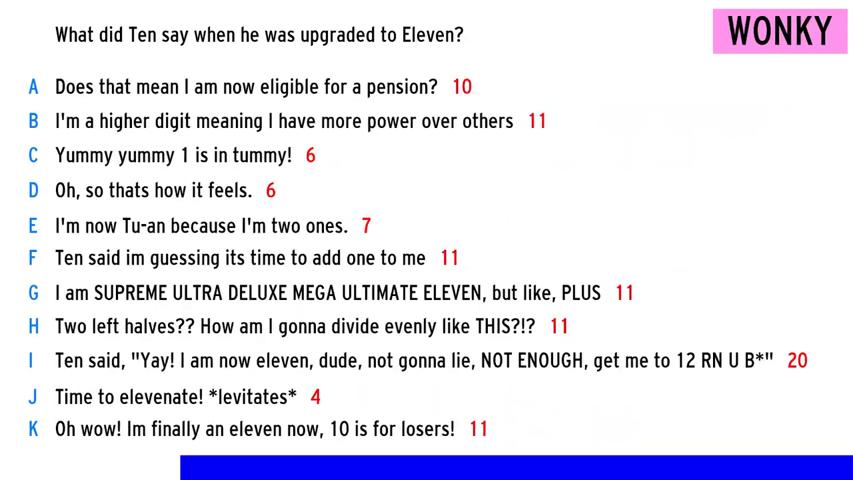 What did Ten say when he was upgraded to Eleven?
WONKY
A Does that mean I am now eligible for a pension? 10
B I'm a higher digit meaning I have more power over others 11
C Yummy yummy 1 is in tummy! 6
D Oh, so thats how it feels. 6
E I'm now Tu-an because I'm two ones. 7
F Ten said im guessing its time to add one to me 11
G I am SUPREME ULTRA DELUXE MEGA ULTIMATE ELEVEN, but like, PLUS 11
H Two left halves?? How am I gonna divide evenly like THIS?!? 11
I Ten said, "Yay! I am now eleven, dude, not gonna lie, NOT ENOUGH, get me to 12 RN U B*" 20
J Time to elevenate! *levitates* 4
K Oh wow! Im finally an eleven now, 10 is for losers! 11